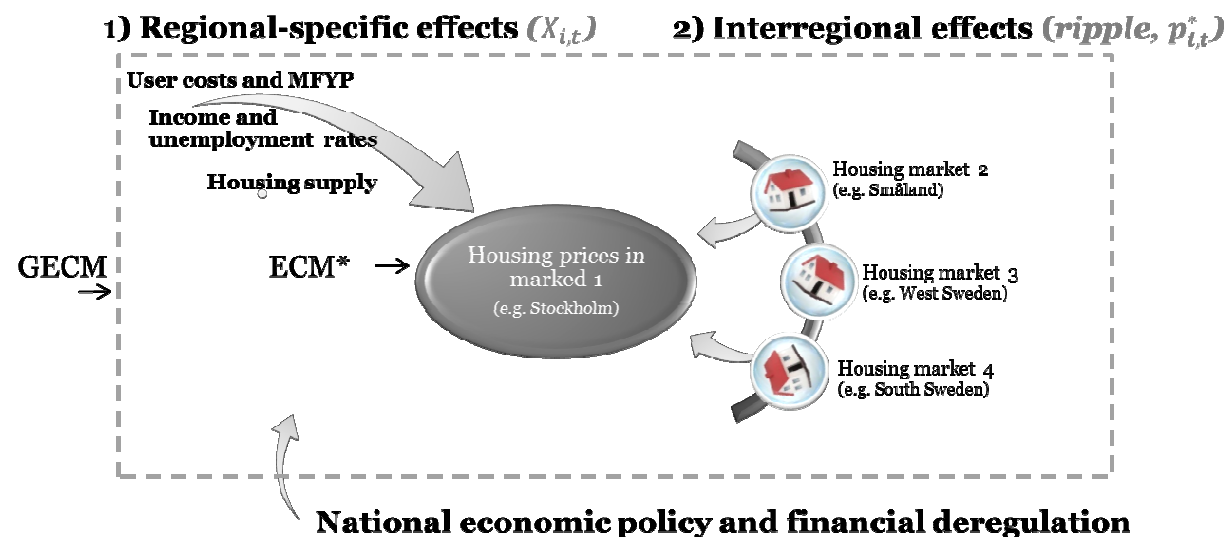 1) Regional-specific effects (X_{i,t})
2) Interregional effects (ripple, p^*_{i,t})
User costs and MFYP
Income and
unemployment rates
Housing supply
GECM
ECM*
Housing prices in
marked 1
(e.g. Stockholm)
Housing market 2
(e.g. Småland)
Housing market 3
(e.g. West Sweden)
Housing market 4
(e.g. South Sweden)
National economic policy and financial deregulation